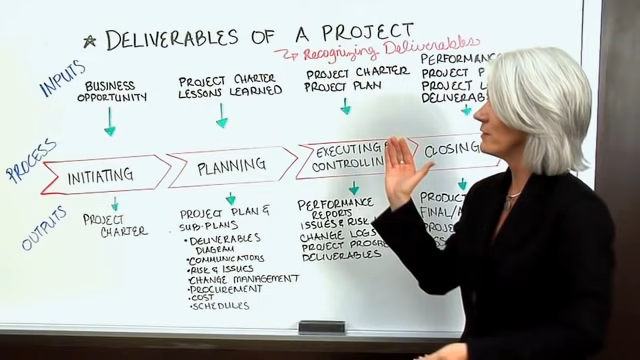 ★ DELIVERABLES OF A PROJECT
Recognizing Deliverables
INPUTS
BUSINESS
OPPORTUNITY
PROJECT CHARTER
LESSONS LEARNED
PROJECT CHARTER
PROJECT PLAN
PROJECT
PROJECT
PROCESS
INITIATING
PLANNING
EXECUTING &
CLOSING
OUTPUTS
PROJECT
CHARTER
PROJECT PLAN &
SUB-PLANS
• DELIVERABLES
DIAGRAM
• COMMUNICATIONS
• RISK & ISSUES
• CHANGE MANAGEMENT
• PROCUREMENT
• COST
• SCHEDULES
PERFORMANCE
REPORTS
ISSUES & RISK
CHANGE LOGS
PROJECT
DELIVERABLES